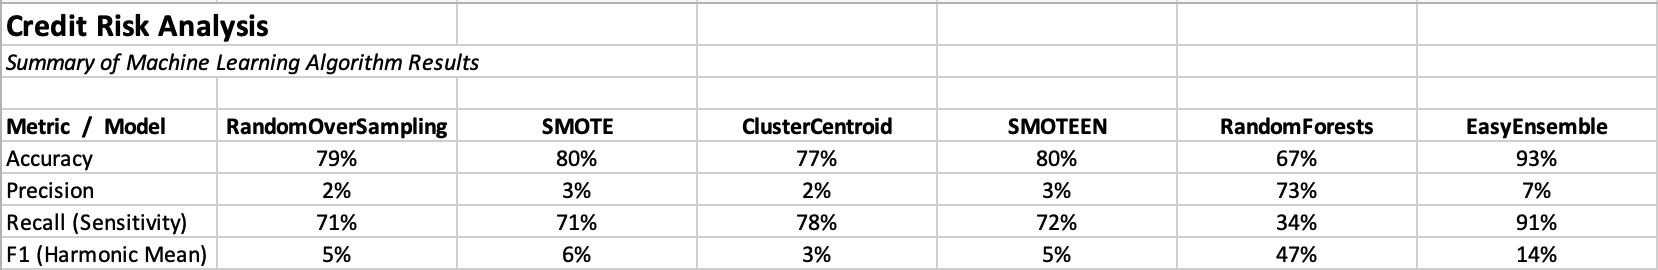 Credit Risk Analysis
Summary of Machine Learning Algorithm Results
Metric / Model RandomOverSampling SMOTE ClusterCentroid SMOTEEN RandomForests EasyEnsemble
Accuracy 79% 80% 77% 80% 67% 93%
Precision 2% 3% 2% 3% 73% 7%
Recall (Sensitivity) 71% 71% 78% 72% 34% 91%
F1 (Harmonic Mean) 5% 6% 3% 5% 47% 14%